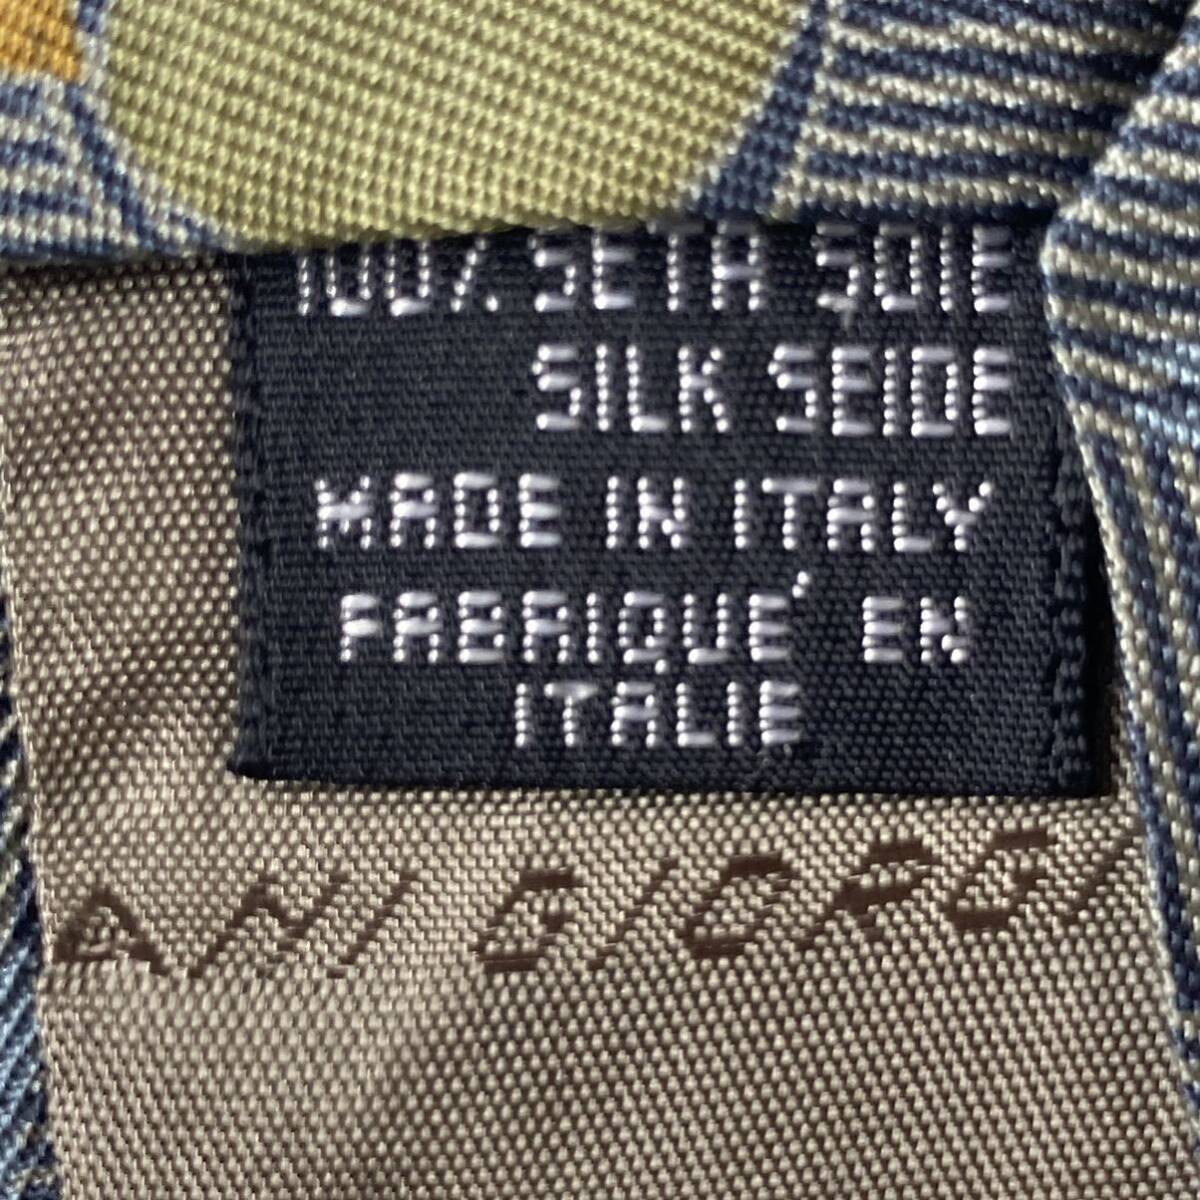 100% SETA SOIE
SILK SEIDE
MADE IN ITALY
FABRIQUE' EN
ITALIE
ANI GIORGI